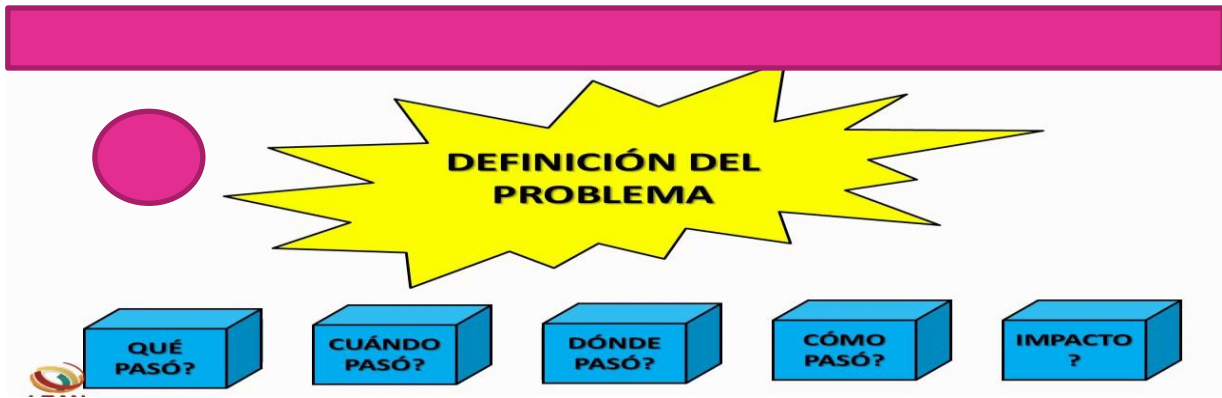 DEFINICIÓN DEL
PROBLEMA
QUÉ
PASÓ?
CUÁNDO
PASÓ?
DÓNDE
PASÓ?
CÓMO
PASÓ?
IMPACTO
?